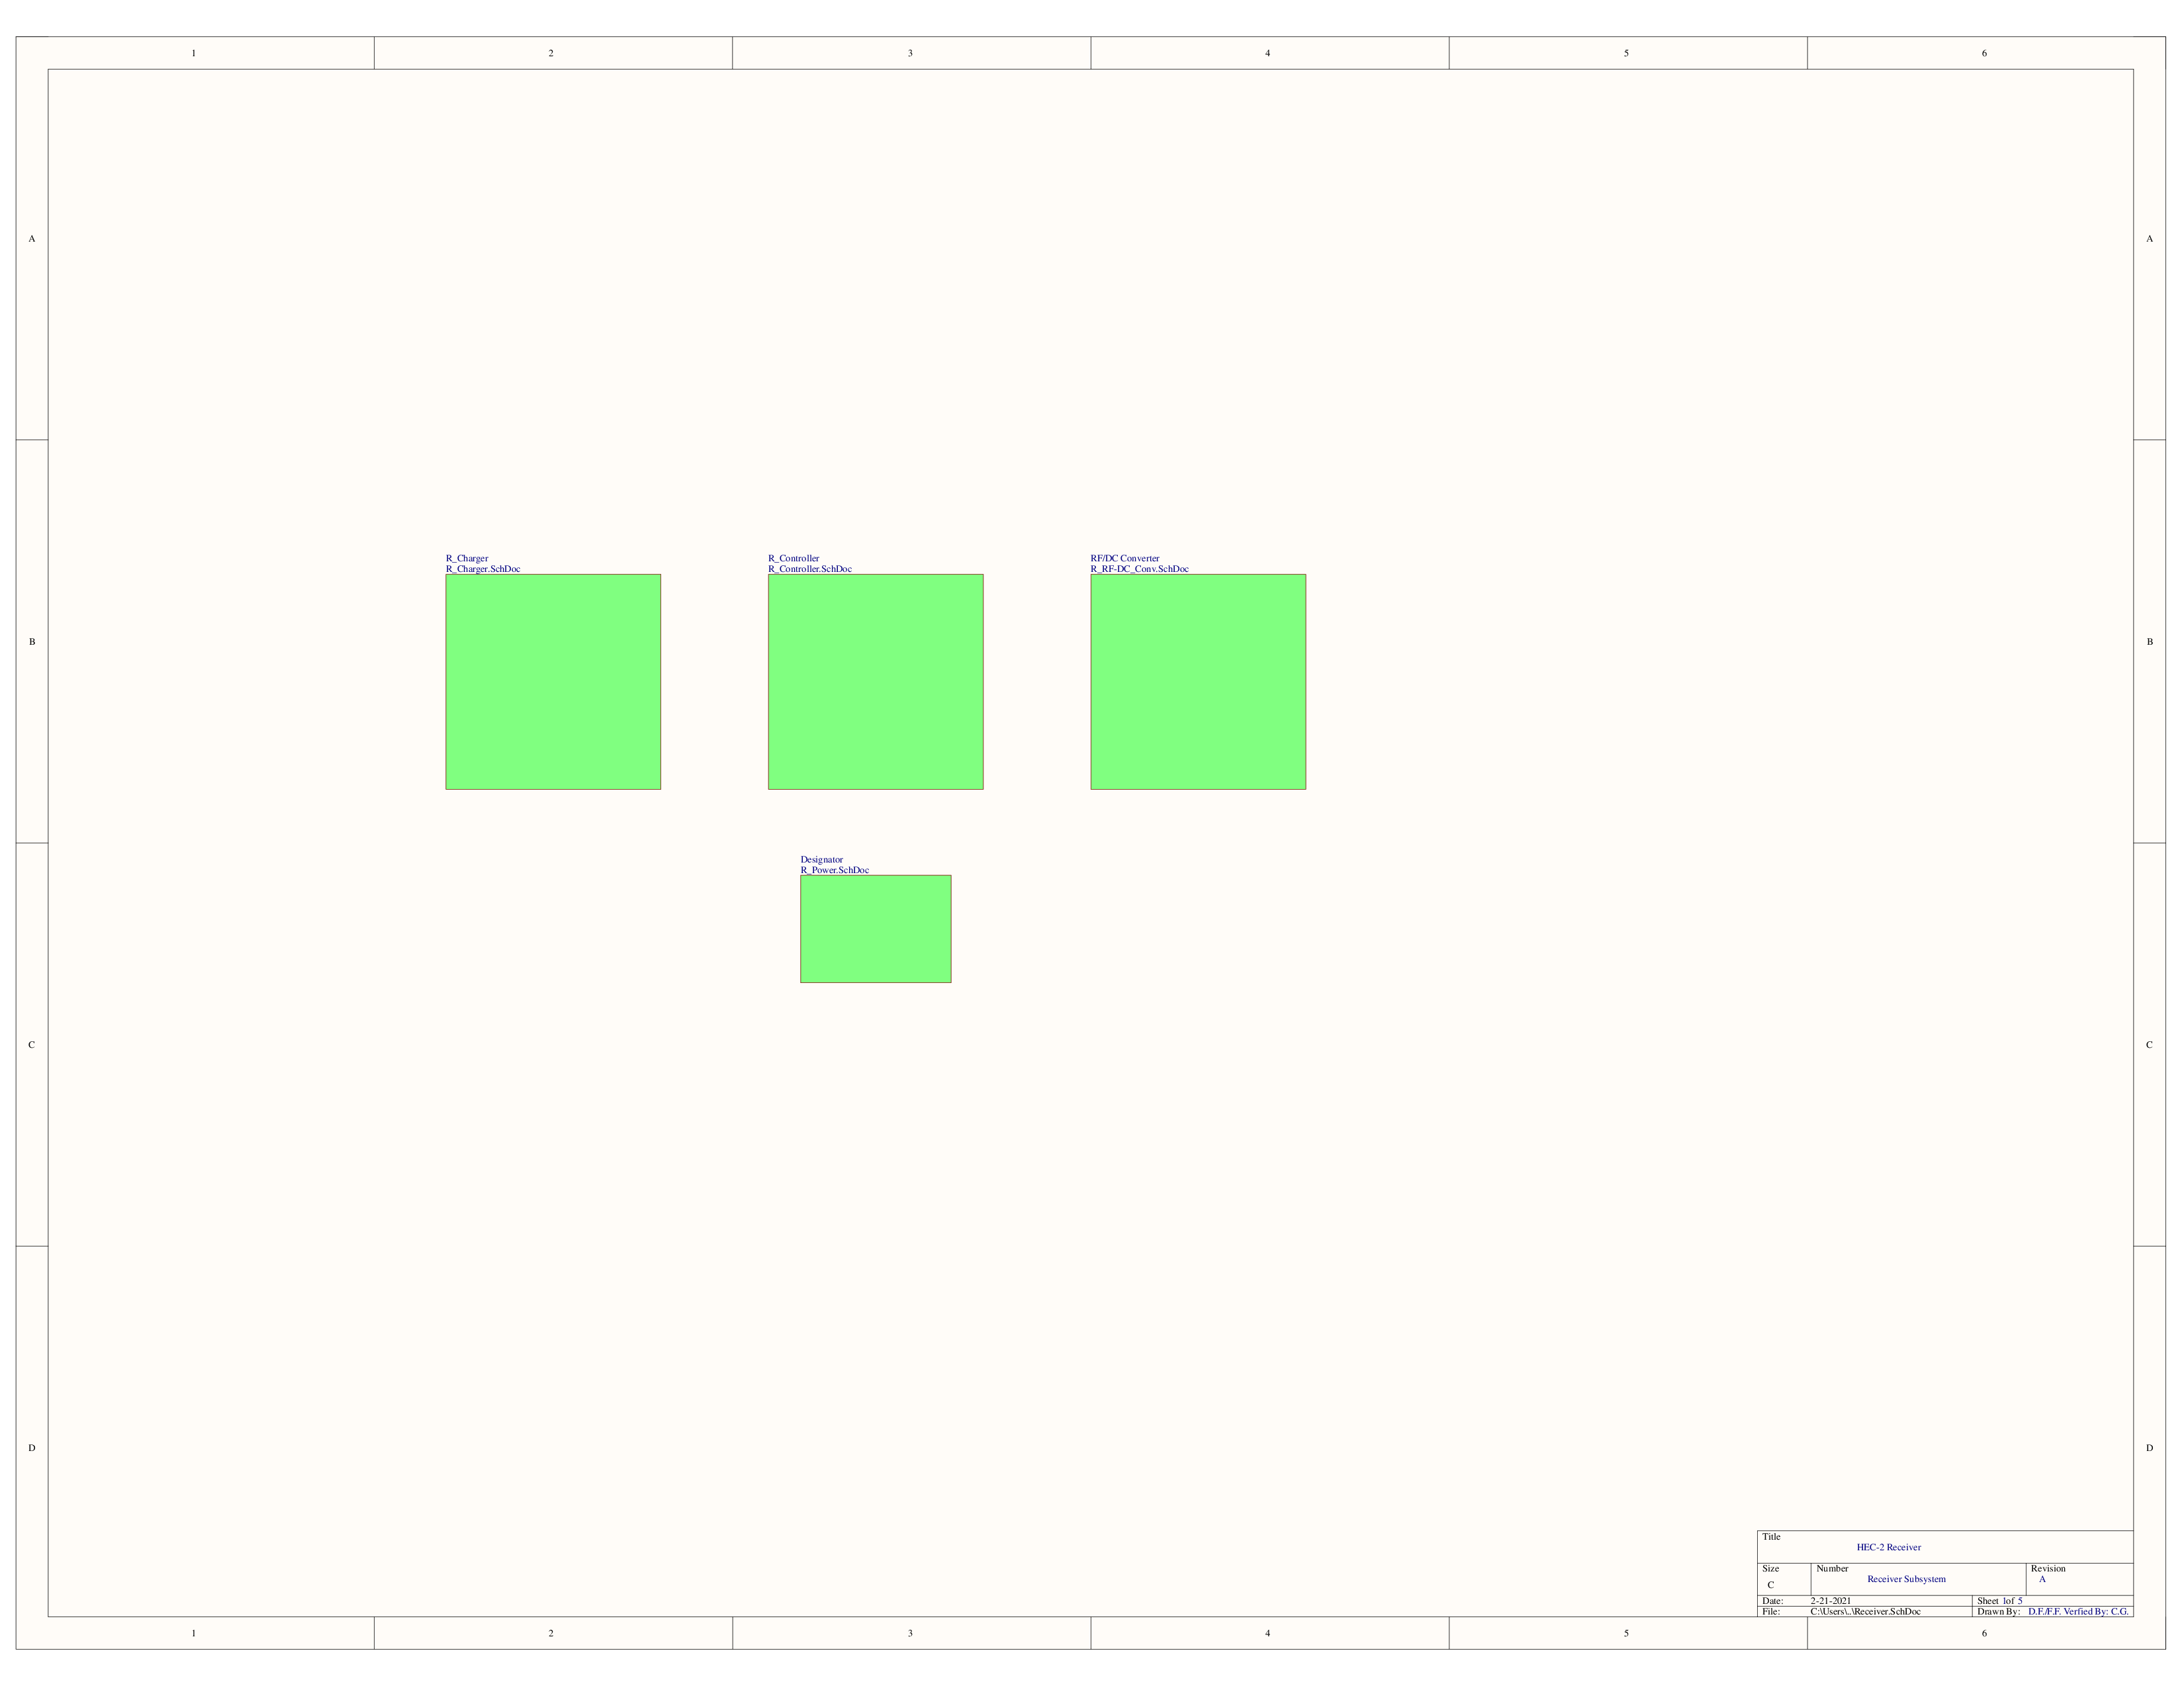 1 2 3 4 5 6
A A
R_Charger
R_Charger.SchDoc
R_Controller
R_Controller.SchDoc
RF/DC Converter
R_RF-DC_Conv.SchDoc
B B
Designator
R_Power.SchDoc
C C
D D
Title
HEC-2 Receiver
Size
C
Number
Receiver Subsystem
Revision
A
Date: 2-21-2021
Sheet 1of 5
File: C:\Users\..\Receiver.SchDoc
Drawn By: D.F./F.F. Verfied By: C.G.
1 2 3 4 5 6